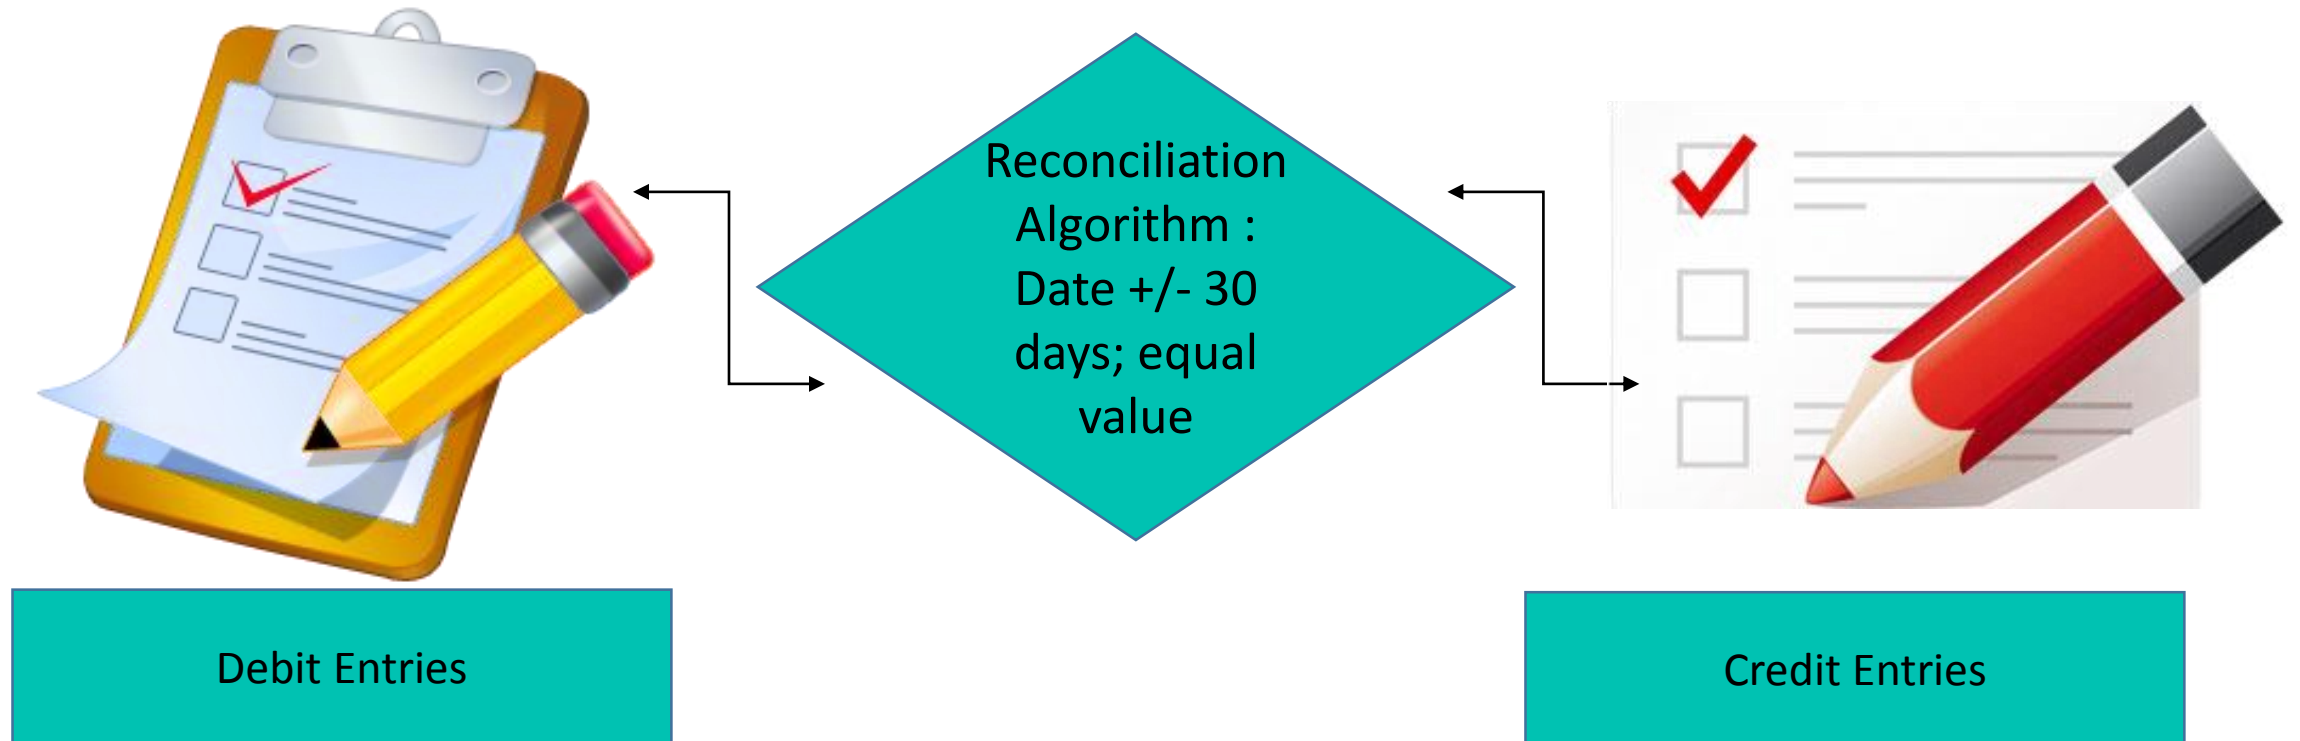 Reconciliation
Algorithm :
Date +/- 30
days; equal
value
Debit Entries
Credit Entries